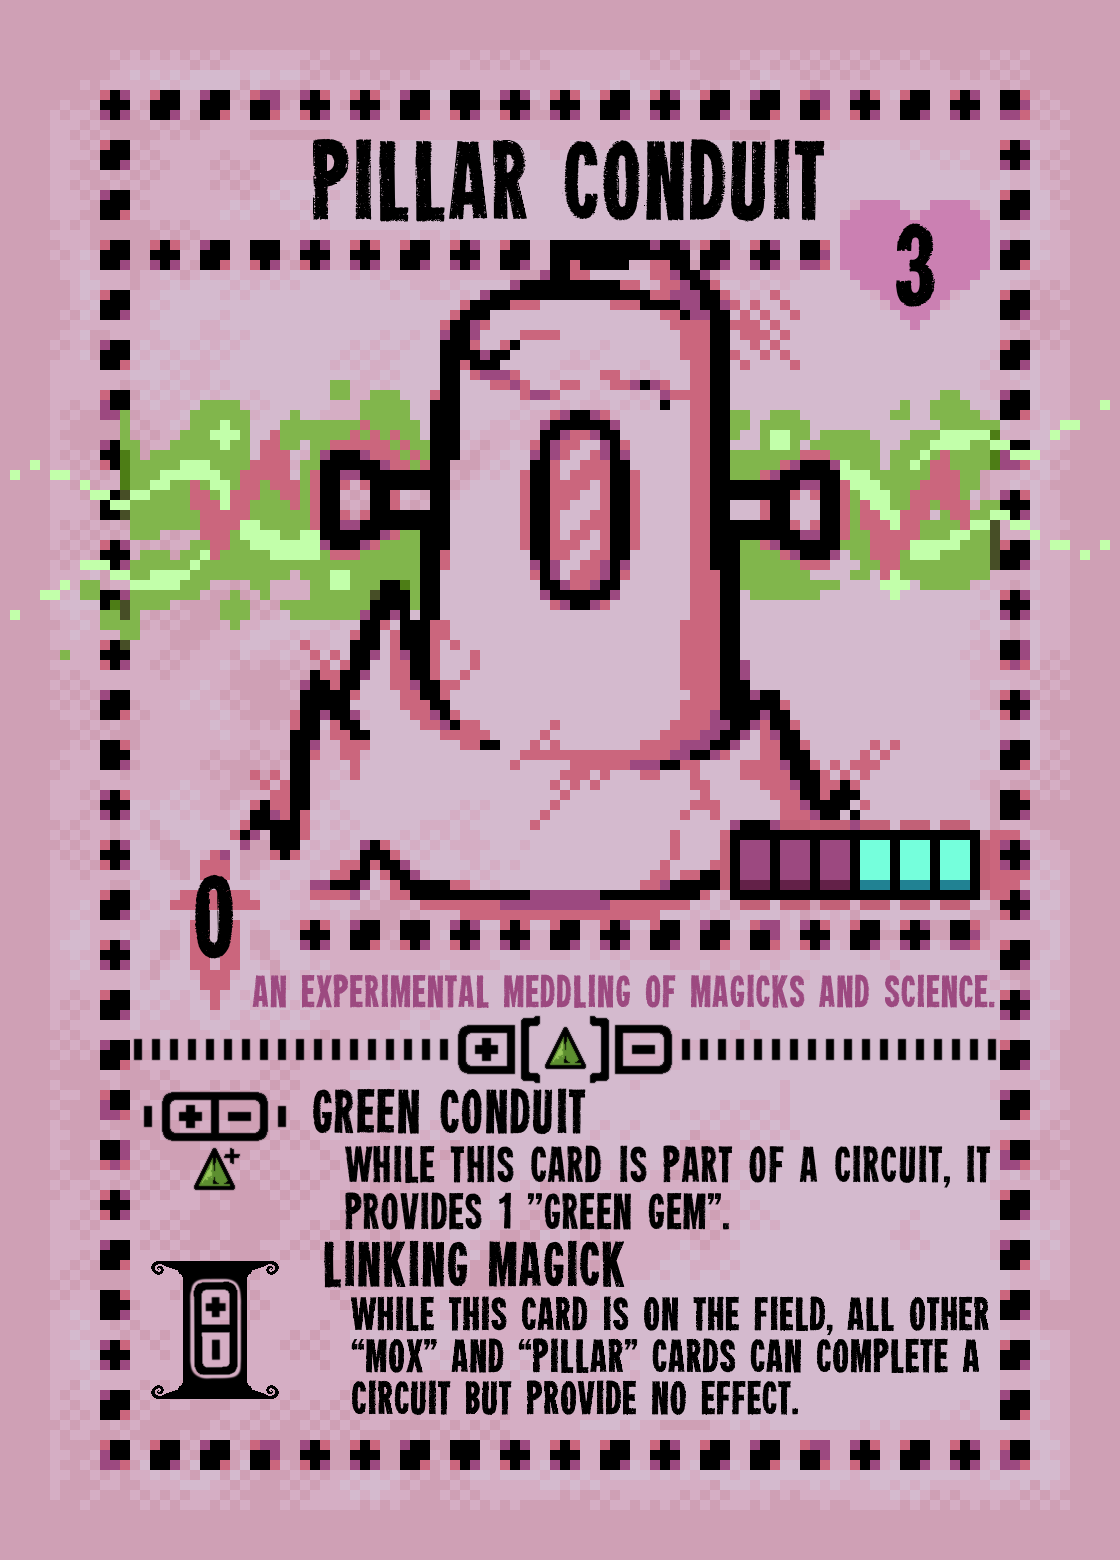 PILLAR CONDUIT
3
0
AN EXPERIMENTAL MEDDLING OF MAGICKS AND SCIENCE.
GREEN CONDUIT
WHILE THIS CARD IS PART OF A CIRCUIT, IT
PROVIDES 1 "GREEN GEM".
LINKING MAGICK
WHILE THIS CARD IS ON THE FIELD, ALL OTHER
“MOX” AND “PILLAR” CARDS CAN COMPLETE A
CIRCUIT BUT PROVIDE NO EFFECT.